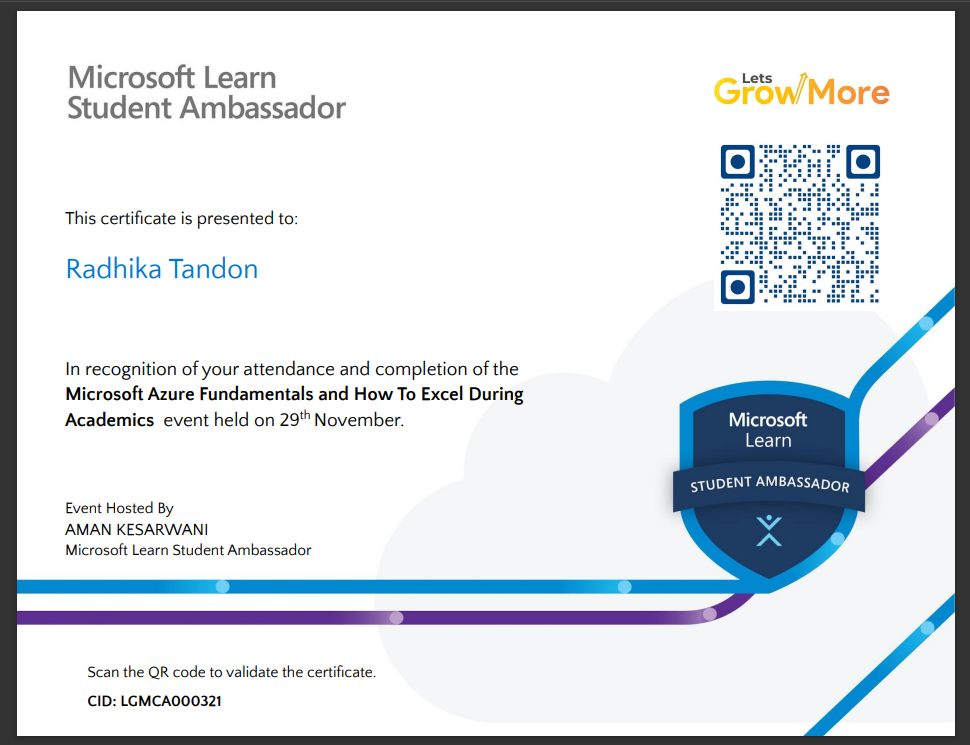 Microsoft Learn
Student Ambassador
Lets
GrowMore
This certificate is presented to:
Radhika Tandon
In recognition of your attendance and completion of the
Microsoft Azure Fundamentals and How To Excel During
Academics event held on 29th November.
Microsoft
Learn
STUDENT AMBASSADOR
Event Hosted By
AMAN KESARWANI
Microsoft Learn Student Ambassador
Scan the QR code to validate the certificate.
CID: LGMCA000321